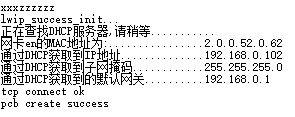 xxxzzzzzz
lwip_success_init...
正在查找DHCP服务器,请稍等...........
网卡en的MAC地址为:................2.0.0.52.0.62
通过DHCP获取到IP地址..............192.168.0.102
通过DHCP获取到子网掩码............255.255.255.0
通过DHCP获取到的默认网关..........192.168.0.1
tcp connect ok
pcb create success